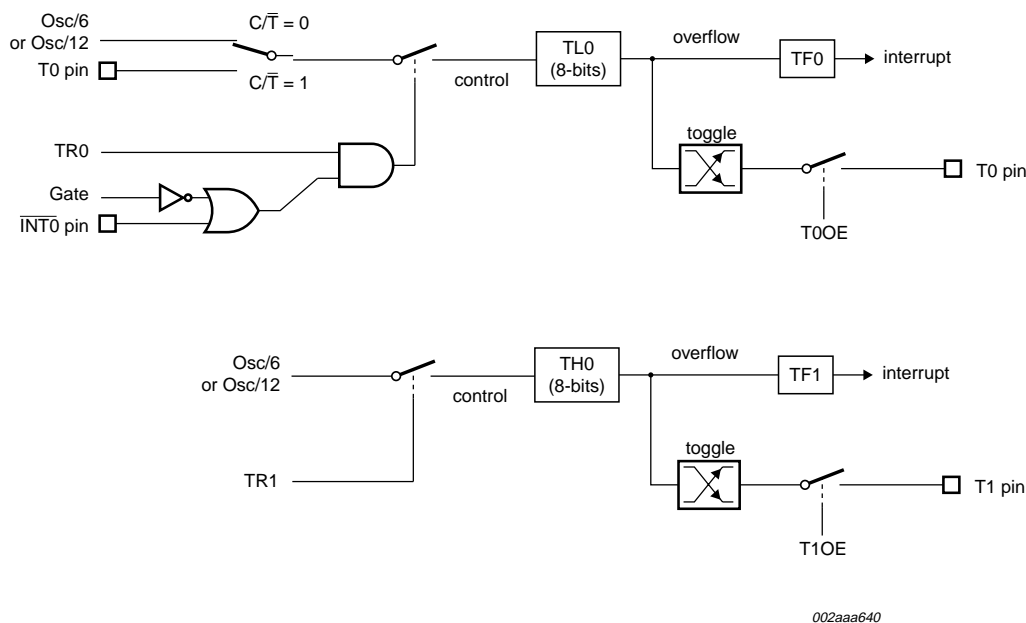 Osc/6
or Osc/12
T0 pin
C/T̅ = 0
C/T̅ = 1
control
TL0
(8-bits)
overflow
TF0
interrupt
toggle
T0 pin
T0OE
TR0
Gate
I̅N̅T̅0̅ pin
Osc/6
or Osc/12
control
TH0
(8-bits)
overflow
TF1
interrupt
TR1
toggle
T1 pin
T1OE
002aaa640